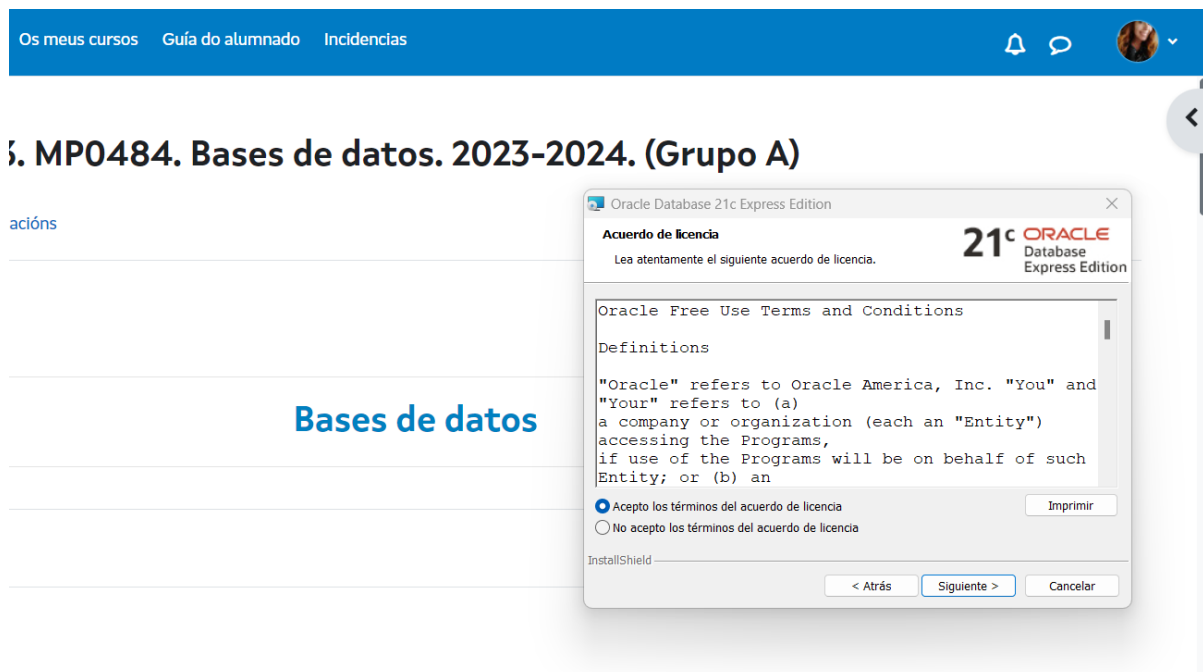 Os meus cursos Guía do alumnado Incidencias
. MP0484. Bases de datos. 2023-2024. (Grupo A)
acións
Bases de datos
Oracle Database 21c Express Edition
Acuerdo de licencia
Lea atentamente el siguiente acuerdo de licencia.
21c ORACLE
Database
Express Edition
Oracle Free Use Terms and Conditions
Definitions
"Oracle" refers to Oracle America, Inc. "You" and
"Your" refers to (a)
a company or organization (each an "Entity")
accessing the Programs,
if use of the Programs will be on behalf of such
Entity; or (b) an
Acepto los términos del acuerdo de licencia
Imprimir
No acepto los términos del acuerdo de licencia
InstallShield
< Atrás Siguiente > Cancelar